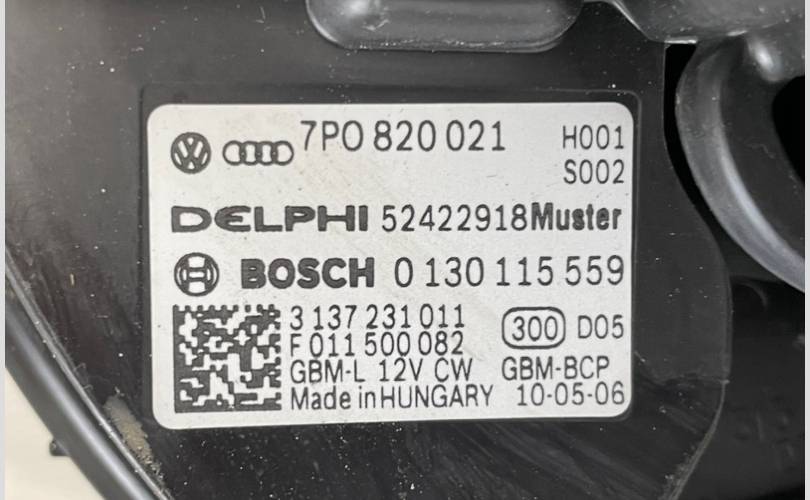 7P0 820 021 H001
S002
DELPHI 52422918Muster
BOSCH 0 130 115 559
3 137 231 011
F 011 500 082
300 D05
GBM-L 12V CW GBM-BCP
Made in HUNGARY 10-05-06